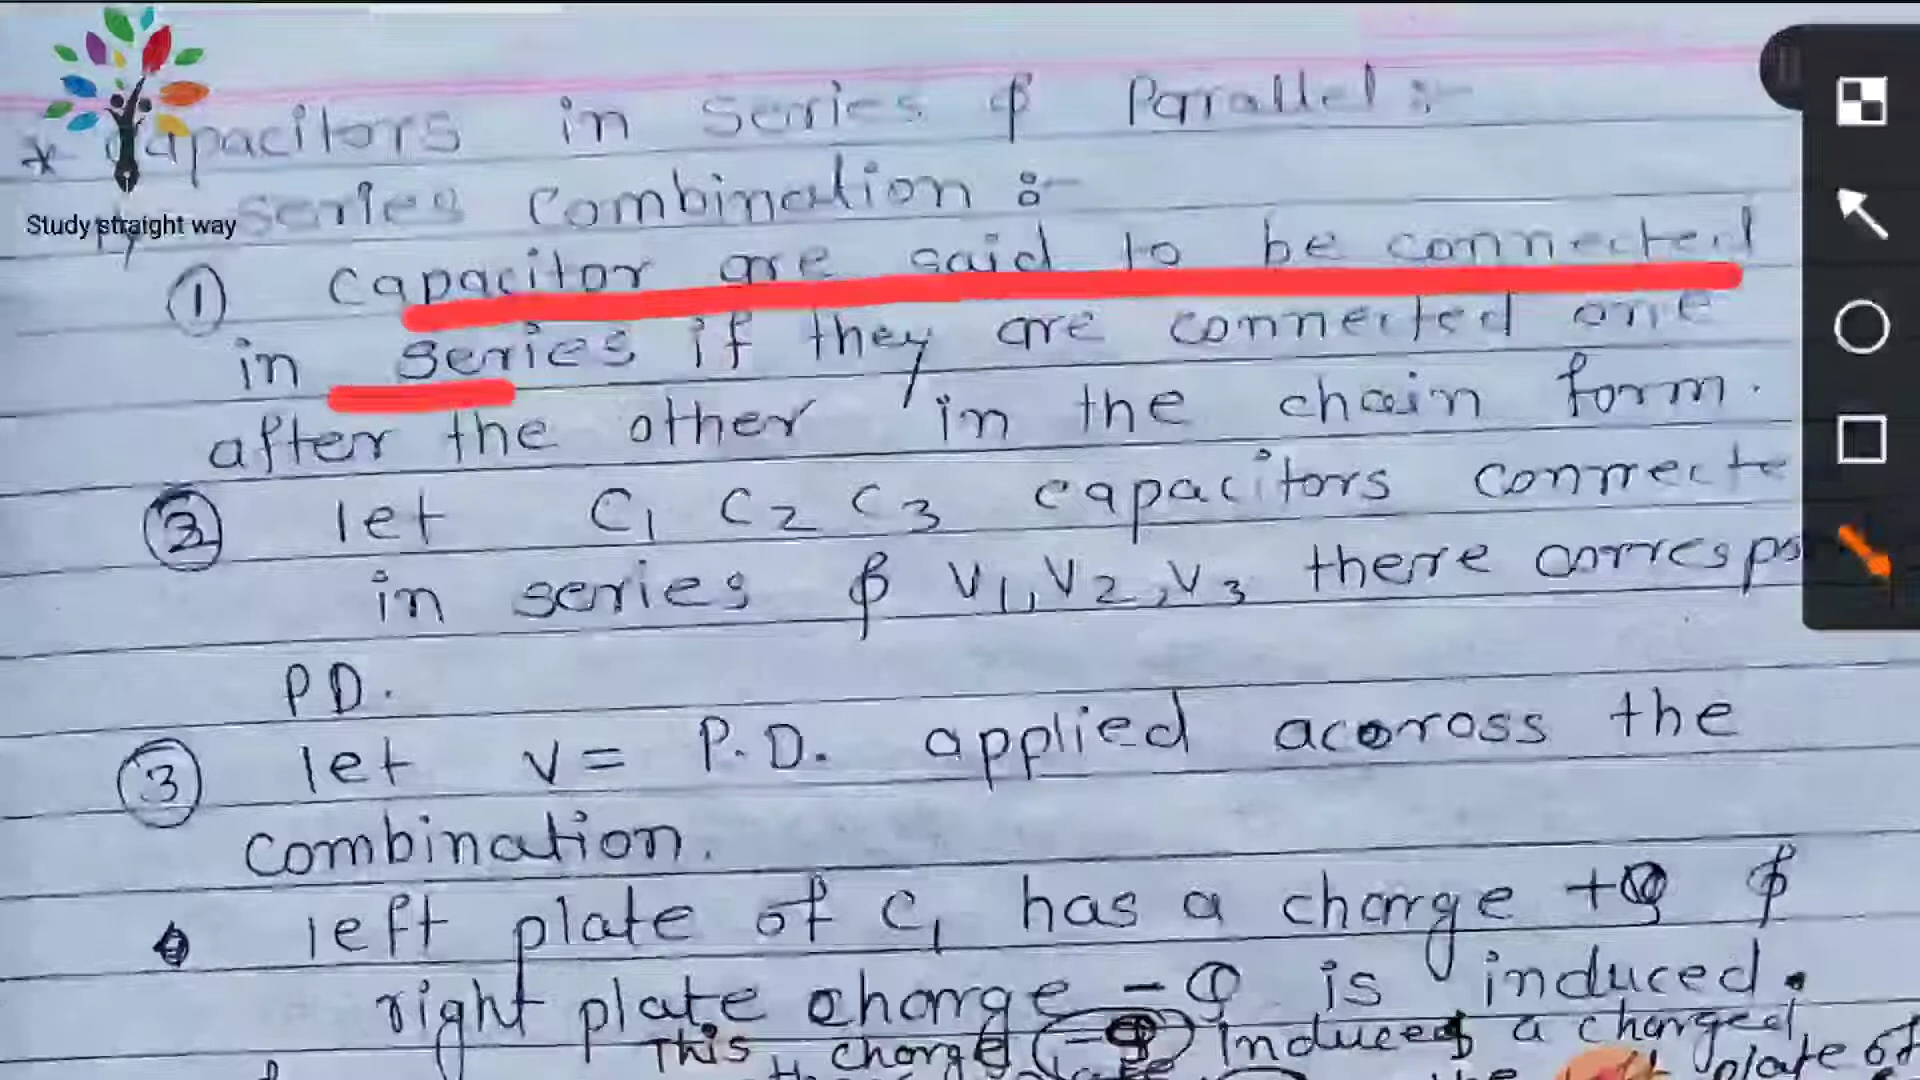 * Capacitors in series & Parallel :-
series Combination :-
Study straight way
① Capacitor are said to be connected
in series if they are connected one
after the other in the chain form.
② let C1 C2 C3 capacitors connecte
in series & V1, V2, V3 there corresp
PD.
③ let V = P.D. applied acoross the
Combination.
left plate of C1 has a charge +Q &
right plate charge -Q is induced.
This charge -Q induces a charged
plate of